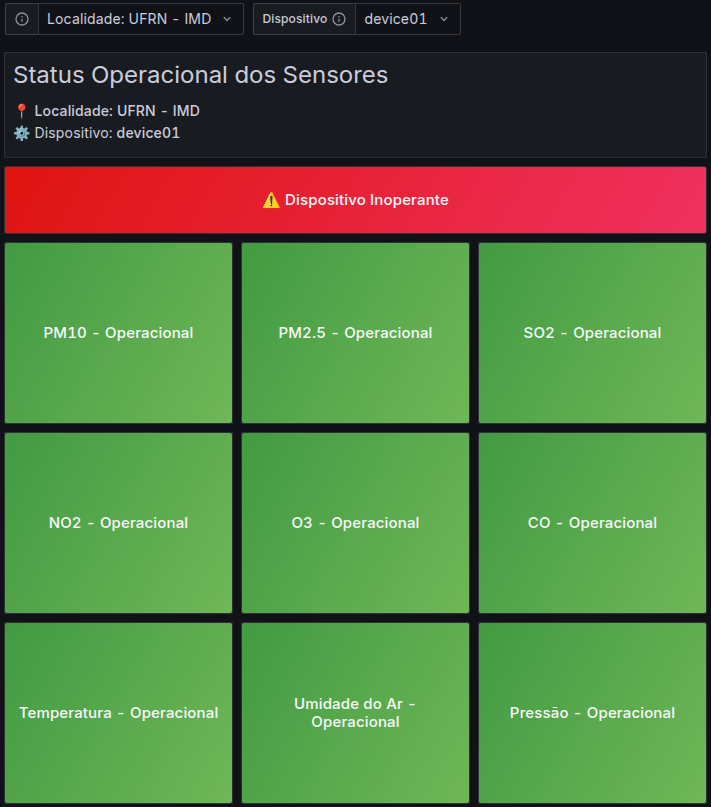 Localidade: UFRN - IMD
Dispositivo
device01
Status Operacional dos Sensores
📍 Localidade: UFRN - IMD
⚙️ Dispositivo: device01
⚠️ Dispositivo Inoperante
PM10 - Operacional
PM2.5 - Operacional
SO2 - Operacional
NO2 - Operacional
O3 - Operacional
CO - Operacional
Temperatura - Operacional
Umidade do Ar -
Operacional
Pressão - Operacional